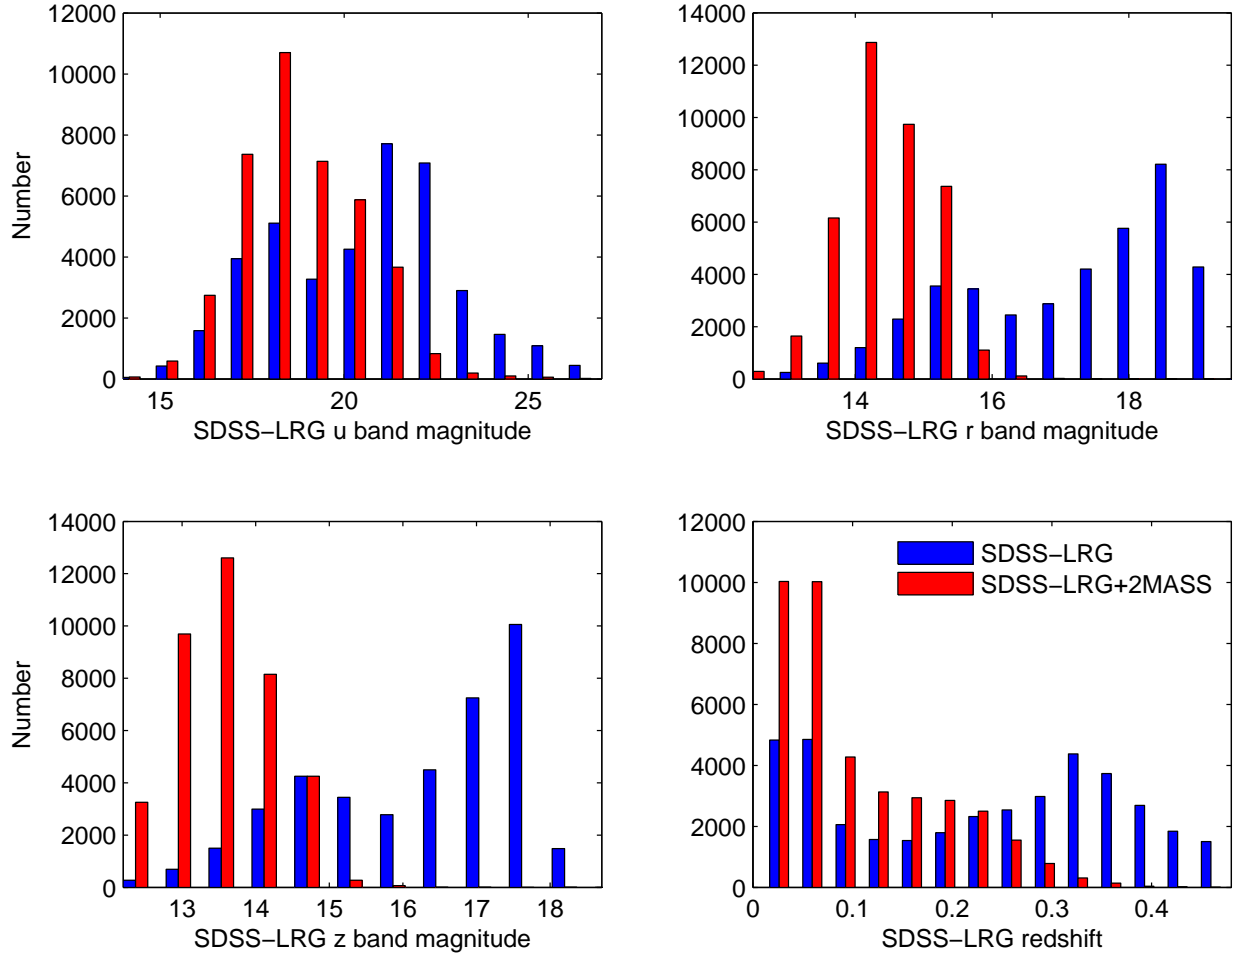 12000
10000
8000
6000
4000
2000
0
Number
15 20 25
SDSS−LRG u band magnitude
14000
12000
10000
8000
6000
4000
2000
0
14 16 18
SDSS−LRG r band magnitude
14000
12000
10000
8000
6000
4000
2000
0
Number
13 14 15 16 17 18
SDSS−LRG z band magnitude
12000
10000
8000
6000
4000
2000
0
SDSS−LRG
SDSS−LRG+2MASS
0 0.1 0.2 0.3 0.4
SDSS−LRG redshift